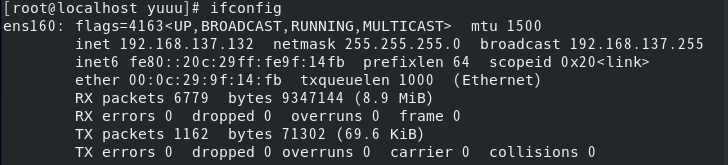 [root@localhost yuuu]# ifconfig
ens160: flags=4163<UP,BROADCAST,RUNNING,MULTICAST>  mtu 1500
        inet 192.168.137.132  netmask 255.255.255.0  broadcast 192.168.137.255
        inet6 fe80::20c:29ff:fe9f:14fb  prefixlen 64  scopeid 0x20<link>
        ether 00:0c:29:9f:14:fb  txqueuelen 1000  (Ethernet)
        RX packets 6779  bytes 9347144 (8.9 MiB)
        RX errors 0  dropped 0  overruns 0  frame 0
        TX packets 1162  bytes 71302 (69.6 KiB)
        TX errors 0  dropped 0 overruns 0  carrier 0  collisions 0